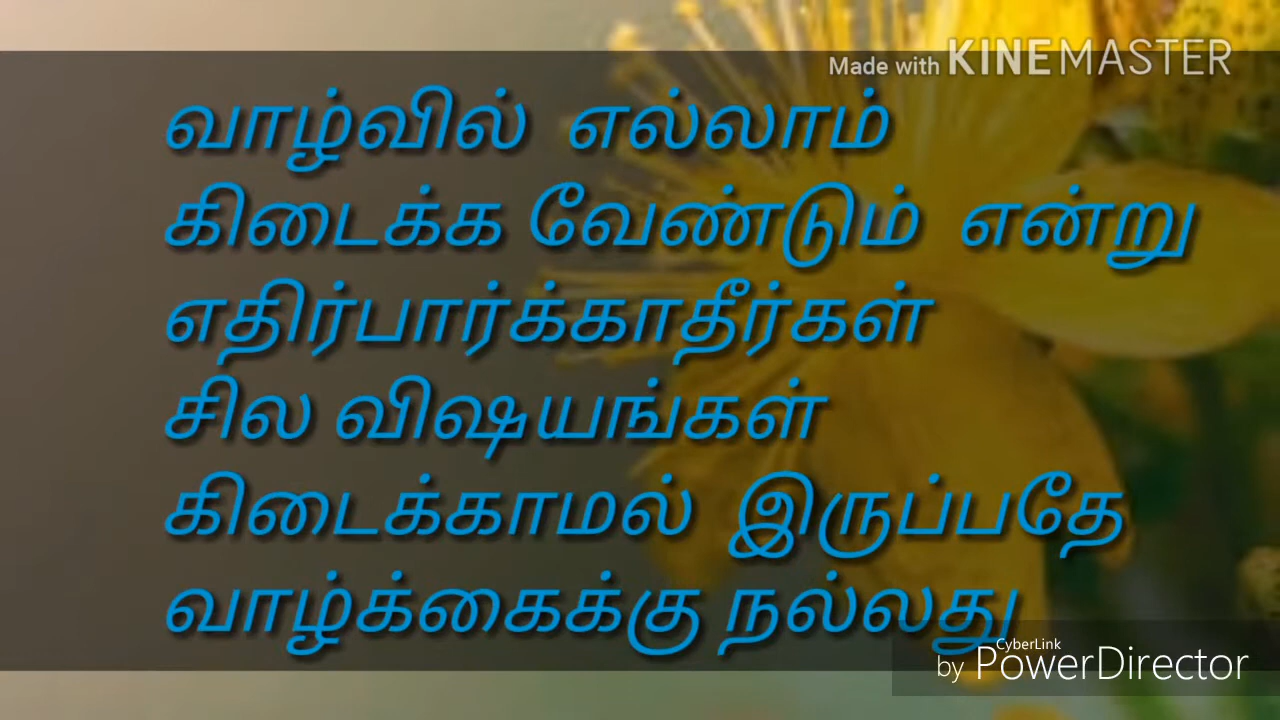 Made with KINEMASTER
வாழ்வில் எல்லாம்
கிடைக்க வேண்டும் என்று
எதிர்பார்க்காதீர்கள்
சில விஷயங்கள்
கிடைக்காமல் இருப்பதே
வாழ்க்கைக்கு நல்லது
CyberLink
by PowerDirector